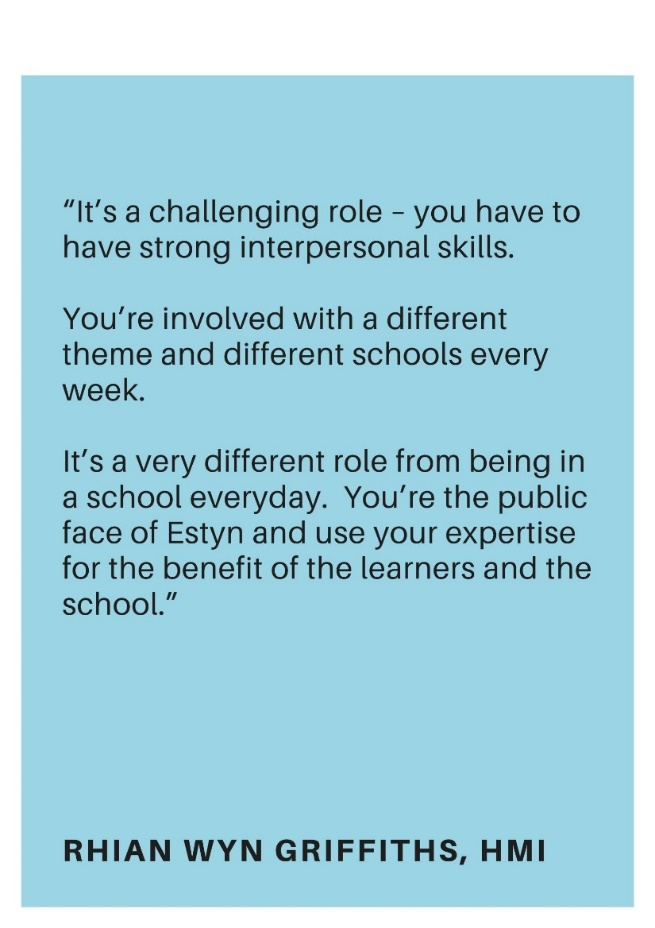 “It’s a challenging role – you have to
have strong interpersonal skills.
You’re involved with a different
theme and different schools every
week.
It’s a very different role from being in
a school everyday.  You’re the public
face of Estyn and use your expertise
for the benefit of the learners and the
school.”
RHIAN WYN GRIFFITHS, HMI